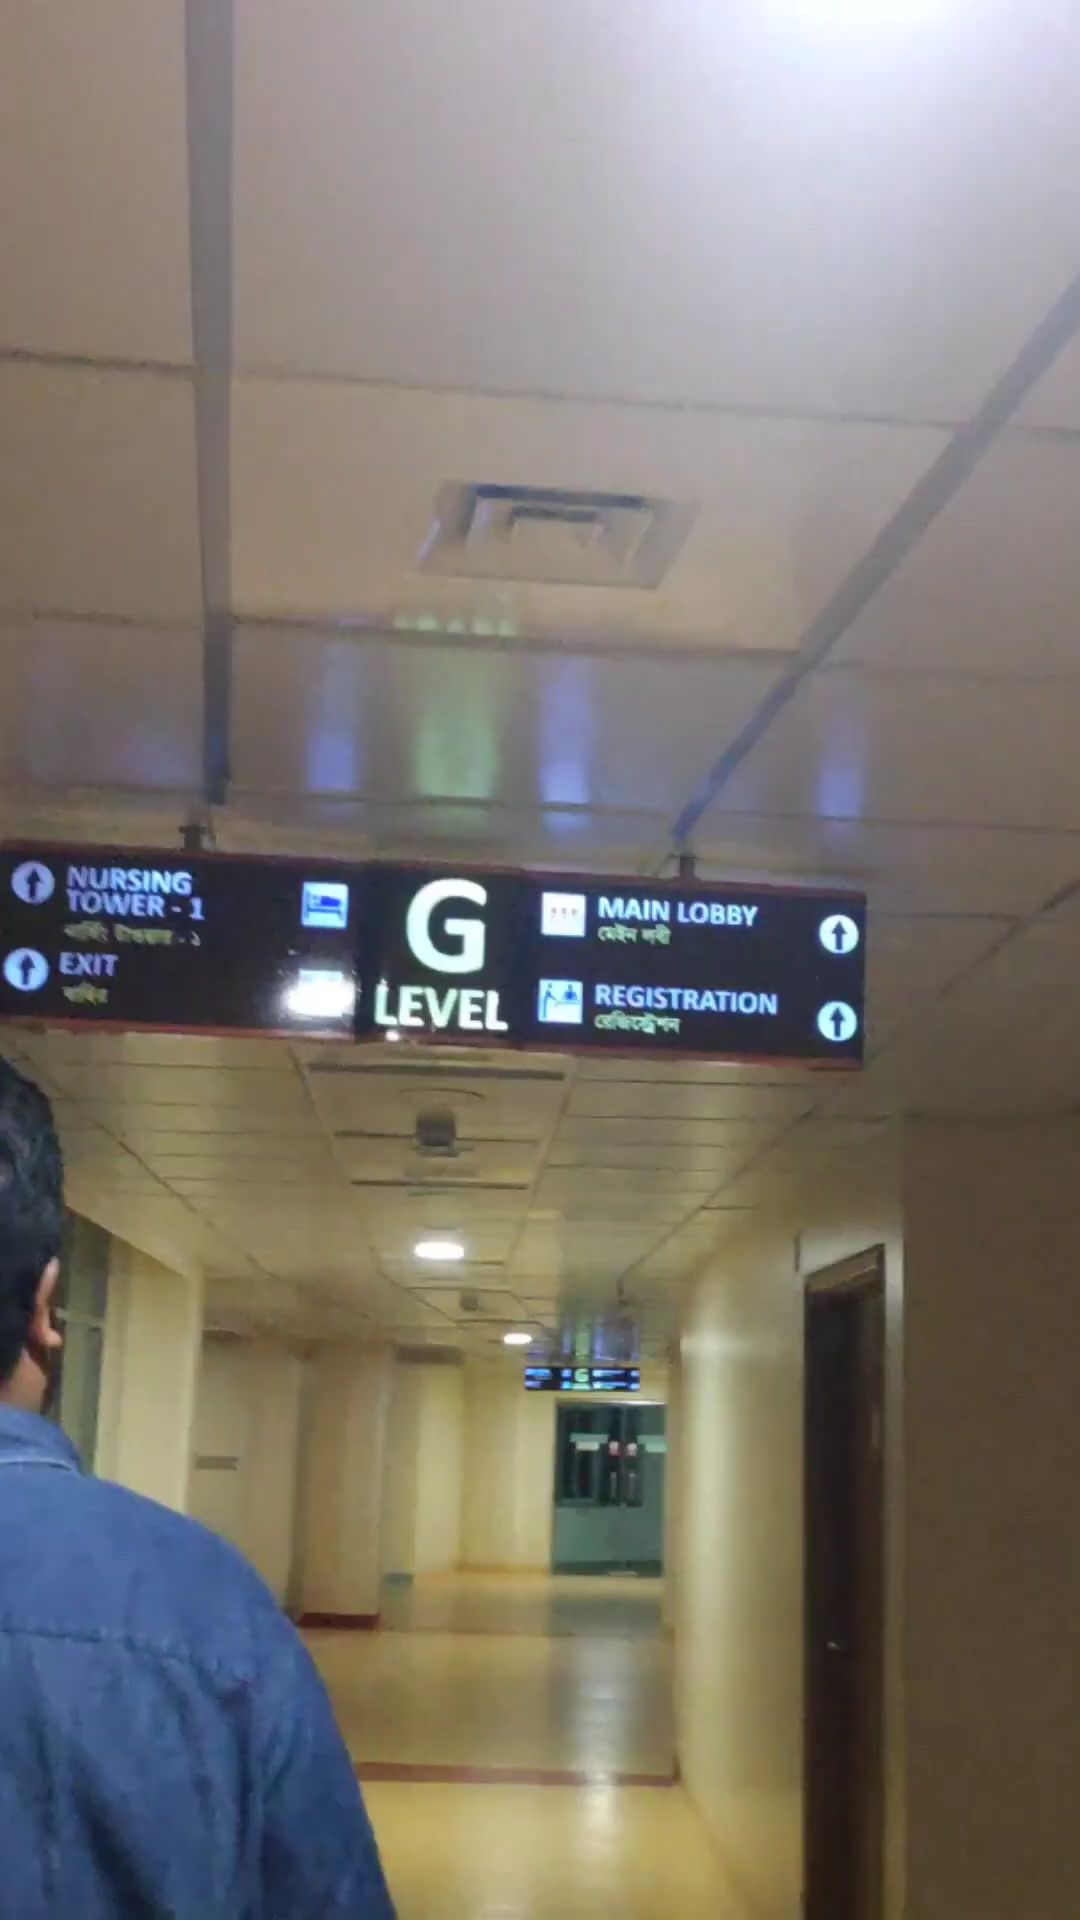 NURSING
TOWER - 1
নার্সিং টাওয়ার - ১
EXIT
বাহির
G
LEVEL
MAIN LOBBY
মেইন লবী
REGISTRATION
রেজিস্ট্রেশন
G